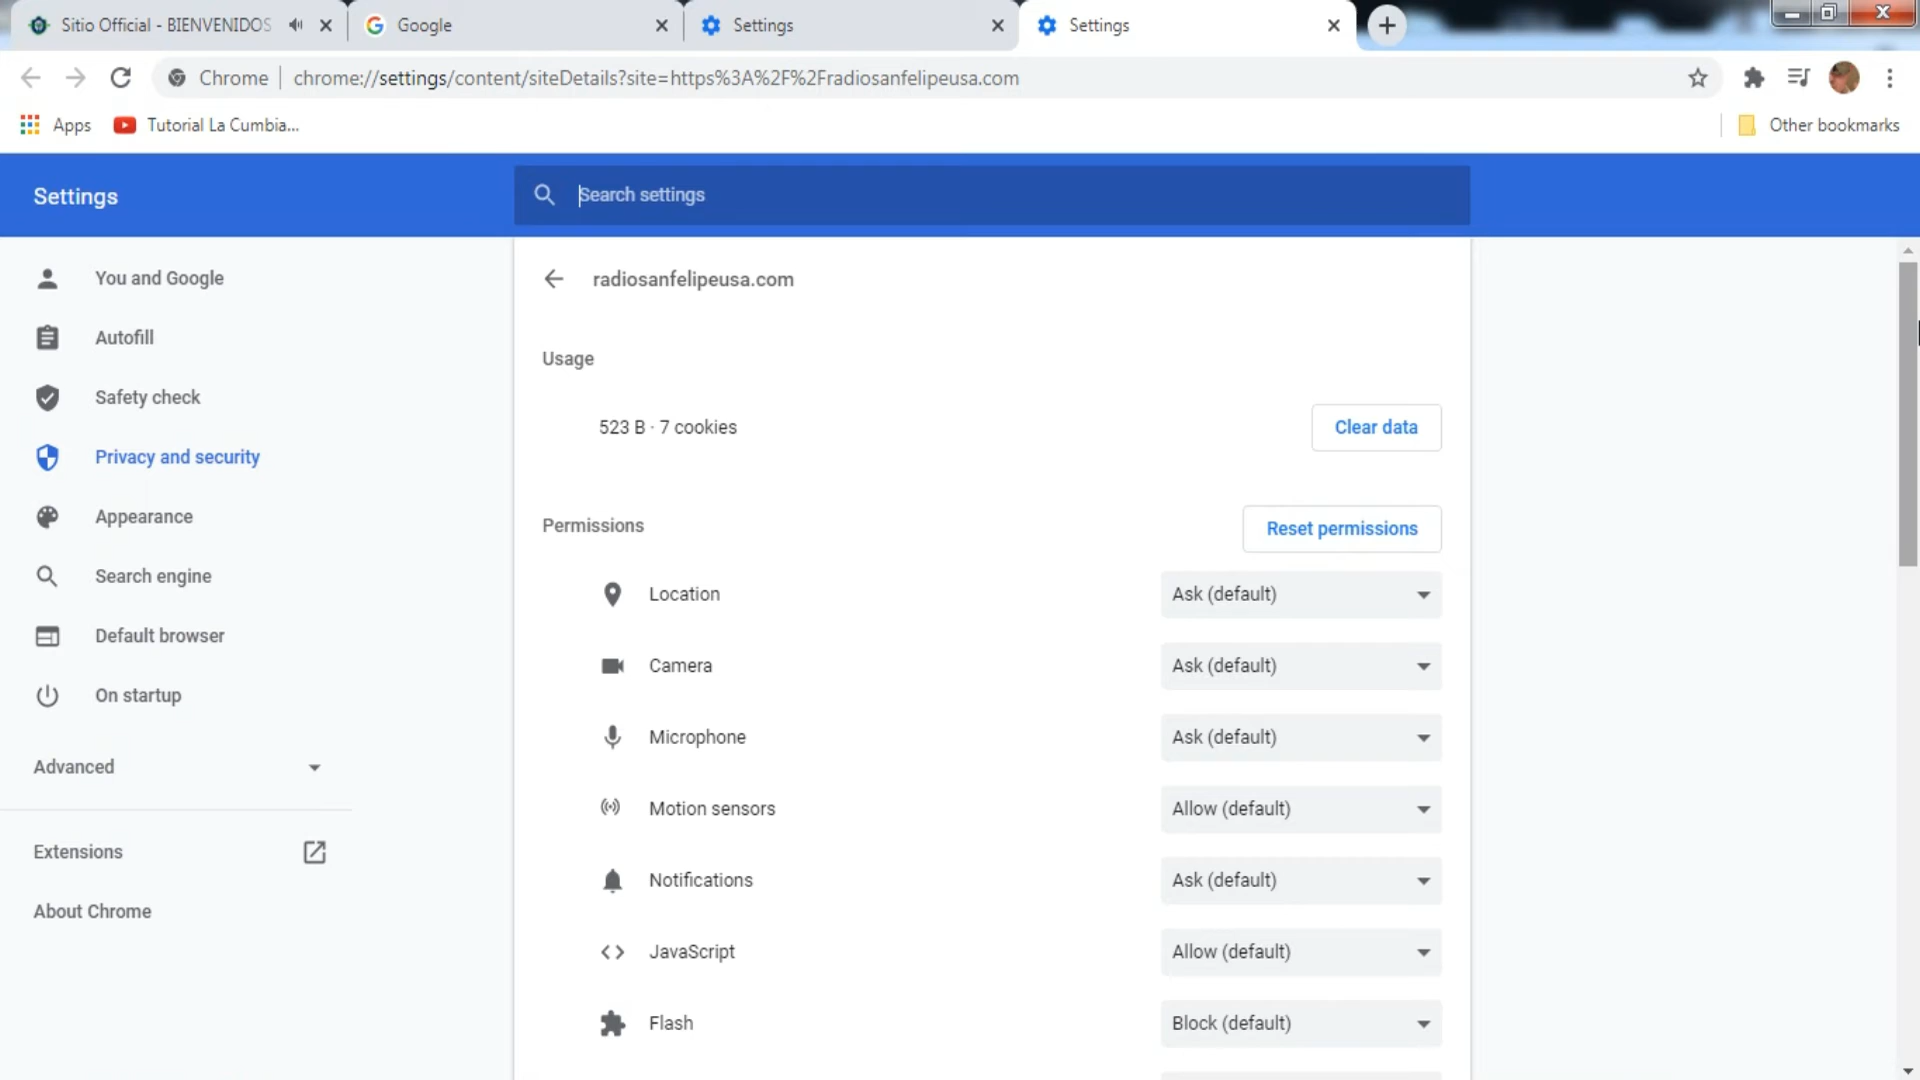 Sitio Official - BIENVENIDOS
Google
Settings
Settings
Chrome
chrome://settings/content/siteDetails?site=https%3A%2F%2Fradiosanfelipeusa.com
Apps
Tutorial La Cumbia...
Other bookmarks
Settings
Search settings
You and Google
Autofill
Safety check
Privacy and security
Appearance
Search engine
Default browser
On startup
Advanced
Extensions
About Chrome
radiosanfelipeusa.com
Usage
523 B · 7 cookies
Clear data
Permissions
Reset permissions
Location
Ask (default)
Camera
Ask (default)
Microphone
Ask (default)
Motion sensors
Allow (default)
Notifications
Ask (default)
JavaScript
Allow (default)
Flash
Block (default)